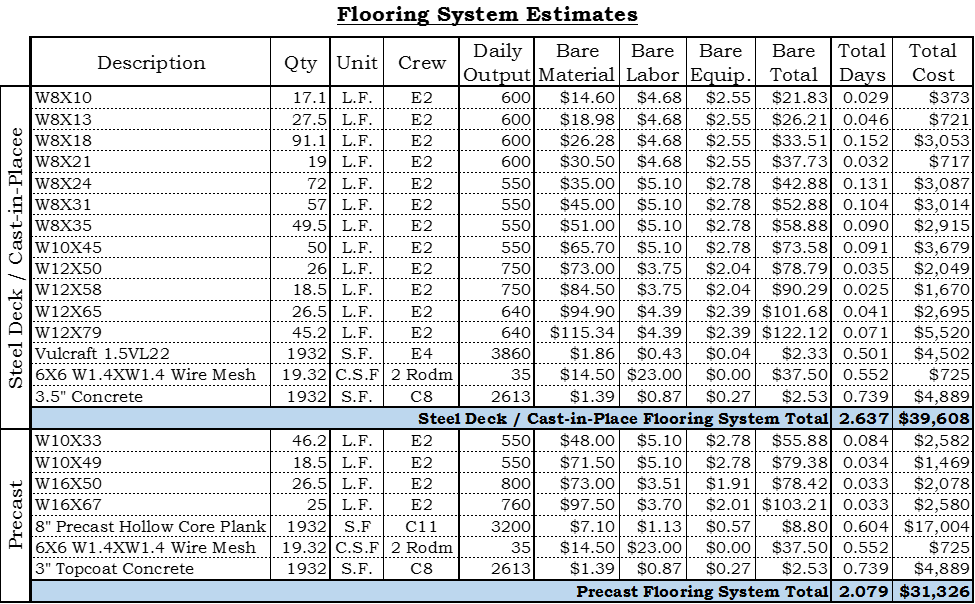 Flooring System Estimates
Description Qty Unit Crew Daily Output Bare Material Bare Labor Bare Equip. Bare Total Total Days Total Cost
Steel Deck / Cast-in-Placee
W8X10 17.1 L.F. E2 600 $14.60 $4.68 $2.55 $21.83 0.029 $373
W8X13 27.5 L.F. E2 600 $18.98 $4.68 $2.55 $26.21 0.046 $721
W8X18 91.1 L.F. E2 600 $26.28 $4.68 $2.55 $33.51 0.152 $3,053
W8X21 19 L.F. E2 600 $30.50 $4.68 $2.55 $37.73 0.032 $717
W8X24 72 L.F. E2 550 $35.00 $5.10 $2.78 $42.88 0.131 $3,087
W8X31 57 L.F. E2 550 $45.00 $5.10 $2.78 $52.88 0.104 $3,014
W8X35 49.5 L.F. E2 550 $51.00 $5.10 $2.78 $58.88 0.090 $2,915
W10X45 50 L.F. E2 550 $65.70 $5.10 $2.78 $73.58 0.091 $3,679
W12X50 26 L.F. E2 750 $73.00 $3.75 $2.04 $78.79 0.035 $2,049
W12X58 18.5 L.F. E2 750 $84.50 $3.75 $2.04 $90.29 0.025 $1,670
W12X65 26.5 L.F. E2 640 $94.90 $4.39 $2.39 $101.68 0.041 $2,695
W12X79 45.2 L.F. E2 640 $115.34 $4.39 $2.39 $122.12 0.071 $5,520
Vulcraft 1.5VL22 1932 S.F. E4 3860 $1.86 $0.43 $0.04 $2.33 0.501 $4,502
6X6 W1.4XW1.4 Wire Mesh 19.32 C.S.F 2 Rodm 35 $14.50 $23.00 $0.00 $37.50 0.552 $725
3.5" Concrete 1932 S.F. C8 2613 $1.39 $0.87 $0.27 $2.53 0.739 $4,889
Steel Deck / Cast-in-Place Flooring System Total 2.637 $39,608
Precast
W10X33 46.2 L.F. E2 550 $48.00 $5.10 $2.78 $55.88 0.084 $2,582
W10X49 18.5 L.F. E2 550 $71.50 $5.10 $2.78 $79.38 0.034 $1,469
W16X50 26.5 L.F. E2 800 $73.00 $3.51 $1.91 $78.42 0.033 $2,078
W16X67 25 L.F. E2 760 $97.50 $3.70 $2.01 $103.21 0.033 $2,580
8" Precast Hollow Core Plank 1932 S.F C11 3200 $7.10 $1.13 $0.57 $8.80 0.604 $17,004
6X6 W1.4XW1.4 Wire Mesh 19.32 C.S.F 2 Rodm 35 $14.50 $23.00 $0.00 $37.50 0.552 $725
3" Topcoat Concrete 1932 S.F. C8 2613 $1.39 $0.87 $0.27 $2.53 0.739 $4,889
Precast Flooring System Total 2.079 $31,326